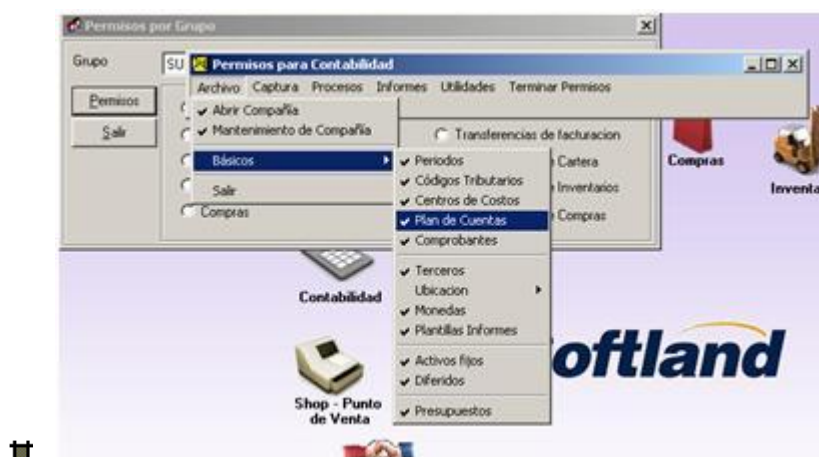 Permisos por Grupo
Grupo
SU
Permisos para Contabilidad
Archivo Captura Procesos Informes Utilidades Terminar Permisos
Permisos
Abrir Compañía
Salir
Mantenimiento de Compañía
Transferencias de facturacion
Básicos
Periodos
Cartera
Compras
Códigos Tributarios
Salir
Inventarios
Inventa
Centros de Costos
Compras
Plan de Cuentas
Compras
Comprobantes
Terceros
Contabilidad
Ubicacion
Monedas
Plantillas Informes
oftland
Activos fijos
Diferidos
Shop - Punto
de Venta
Presupuestos